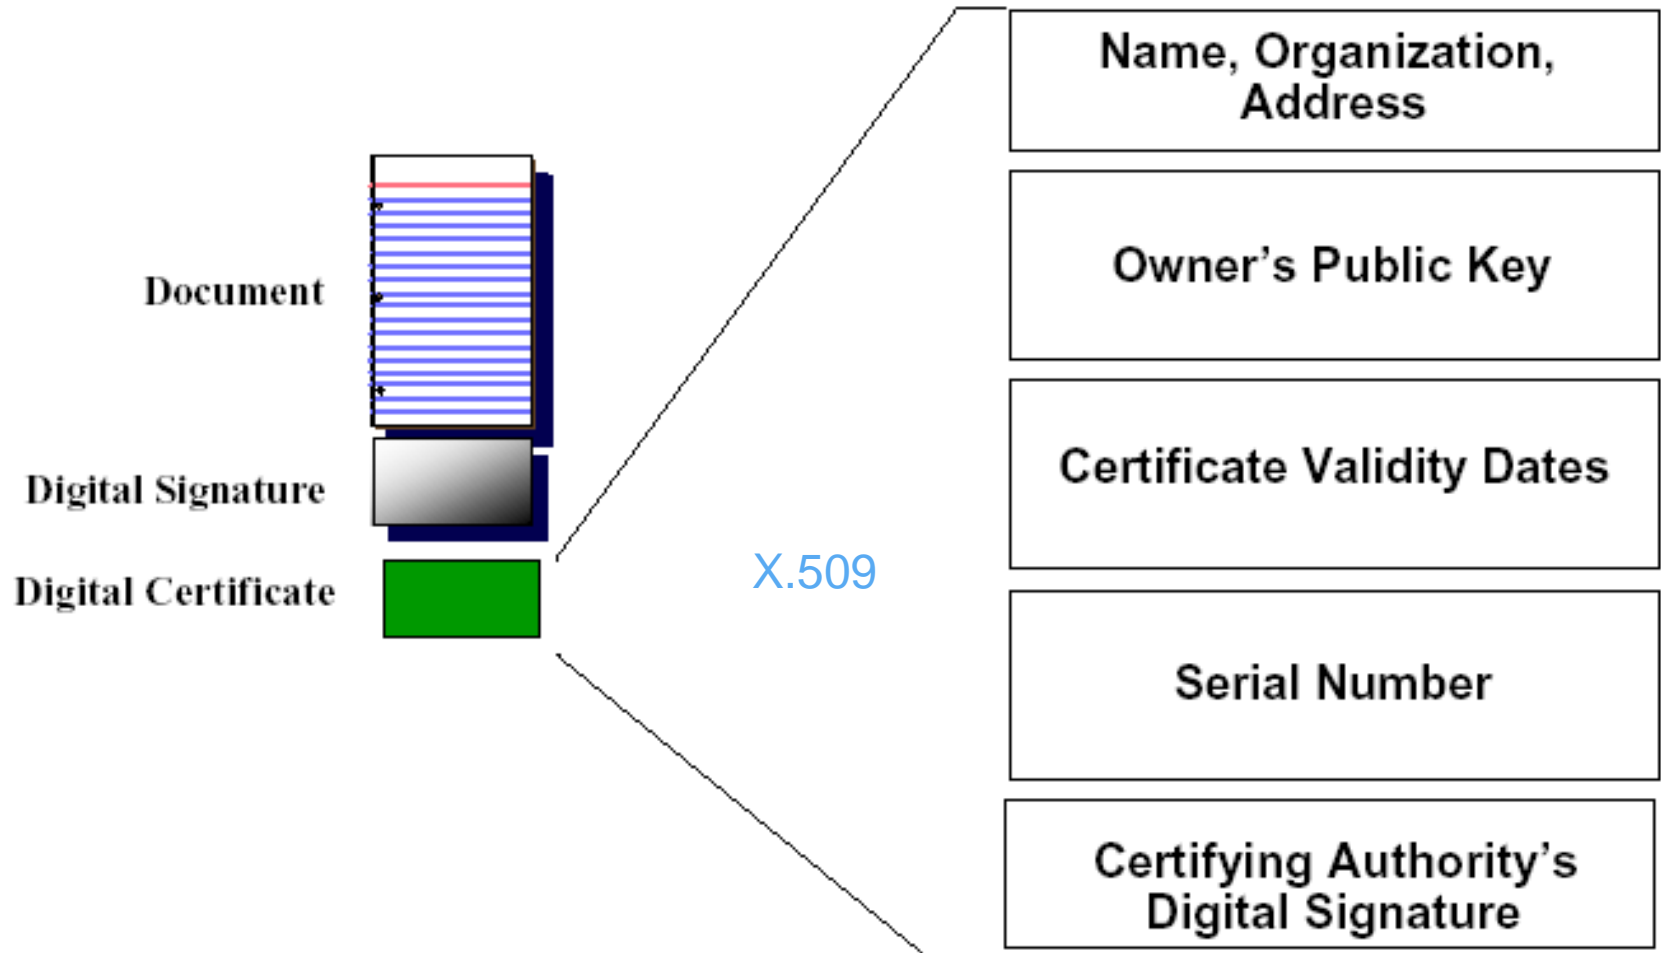 Document
Digital Signature
Digital Certificate
X.509
Name, Organization,
Address
Owner’s Public Key
Certificate Validity Dates
Serial Number
Certifying Authority’s
Digital Signature